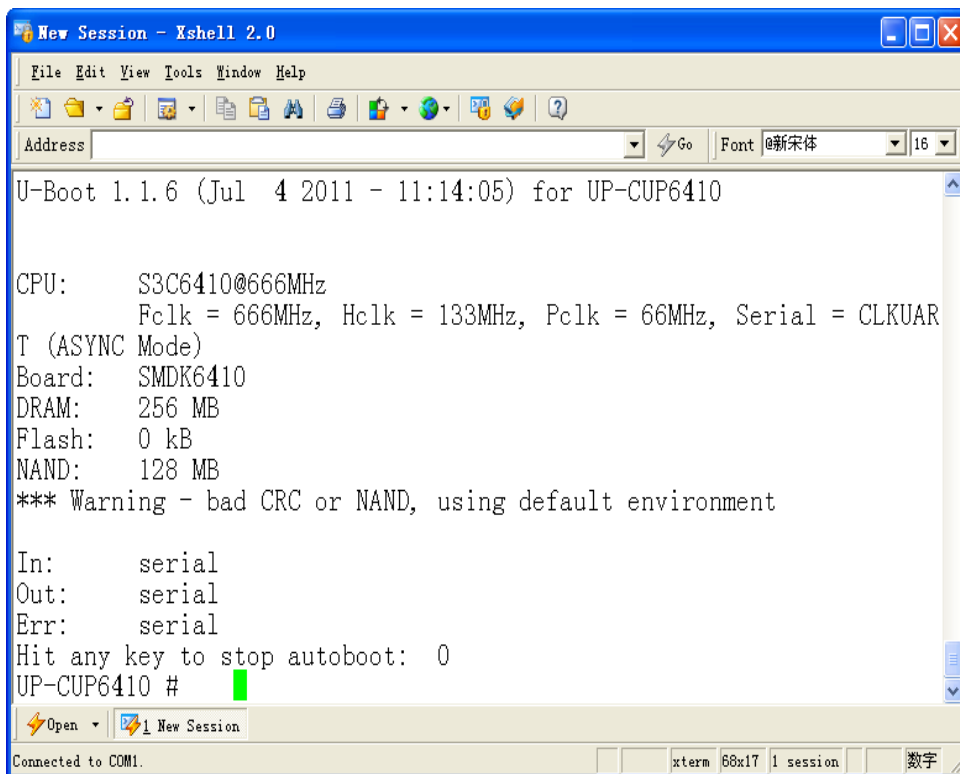 New Session - Xshell 2.0
File Edit View Tools Window Help
Address Go Font @新宋体 16
U-Boot 1.1.6 (Jul  4 2011 - 11:14:05) for UP-CUP6410
CPU:     S3C6410@666MHz
Fclk = 666MHz, Hclk = 133MHz, Pclk = 66MHz, Serial = CLKUAR
T (ASYNC Mode)
Board:   SMDK6410
DRAM:    256 MB
Flash:   0 kB
NAND:    128 MB
*** Warning - bad CRC or NAND, using default environment
In:      serial
Out:     serial
Err:     serial
Hit any key to stop autoboot:  0
UP-CUP6410 #
Open 1 New Session
Connected to COM1. xterm 68x17 1 session 数字